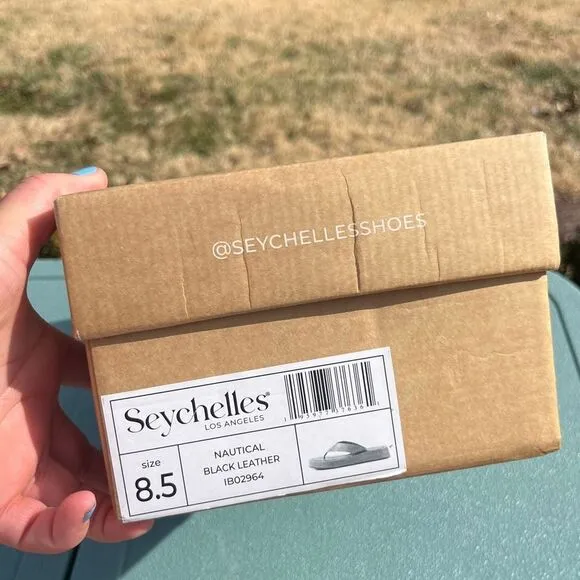 @SEYCHELLESSHOES
Seychelles®
LOS ANGELES
size
8.5
NAUTICAL
BLACK LEATHER
IB02964